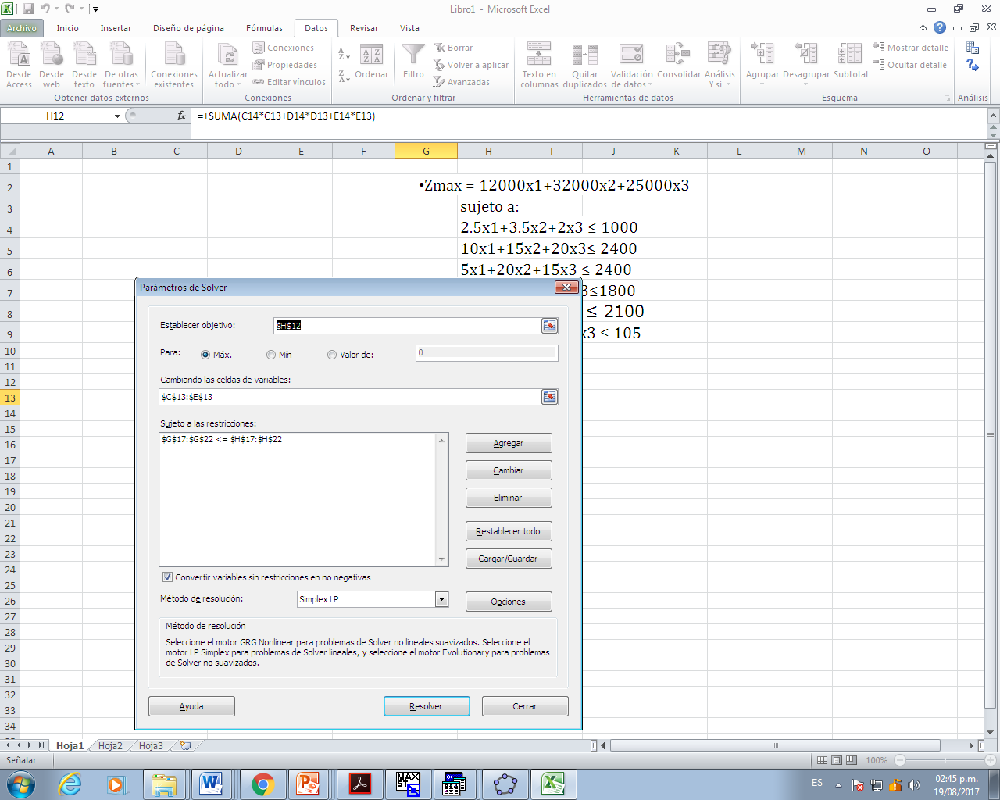 Libro1 - Microsoft Excel
Archivo Inicio Insertar Diseño de página Fórmulas Datos Revisar Vista
Desde Access
Desde web
Desde texto
De otras fuentes
Conexiones existentes
Obtener datos externos
Actualizar todo
Conexiones
Propiedades
Editar vínculos
Conexiones
Ordenar
Filtro
Borrar
Volver a aplicar
Avanzadas
Ordenar y filtrar
Texto en columnas
Quitar duplicados
Validación de datos
Consolidar
Análisis Y si
Herramientas de datos
Agrupar
Desagrupar
Subtotal
Mostrar detalle
Ocultar detalle
Esquema
Análisis
H12 fx =+SUMA(C14*C13+D14*D13+E14*E13)
A B C D E F G H I J K L M N O
1
2 •Zmax = 12000x1+32000x2+25000x3
3 sujeto a:
4 2.5x1+3.5x2+2x3 ≤ 1000
5 10x1+15x2+20x3≤ 2400
6 5x1+20x2+15x3 ≤ 2400
7 3≤1800
8 ≤ 2100
9 x3 ≤ 105
10
11
12
13
14
15
16
17
18
19
20
21
22
23
24
25
26
27
28
29
30
31
32
33
34
Parámetros de Solver
Establecer objetivo: $H$12
Para: Máx. Mín Valor de: 0
Cambiando las celdas de variables:
$C$13:$E$13
Sujeto a las restricciones:
$G$17:$G$22 <= $H$17:$H$22
Agregar
Cambiar
Eliminar
Restablecer todo
Cargar/Guardar
Convertir variables sin restricciones en no negativas
Método de resolución: Simplex LP Opciones
Método de resolución
Seleccione el motor GRG Nonlinear para problemas de Solver no lineales suavizados. Seleccione el
motor LP Simplex para problemas de Solver lineales, y seleccione el motor Evolutionary para problemas
de Solver no suavizados.
Ayuda Resolver Cerrar
Hoja1 Hoja2 Hoja3
Señalar 100%
MAX
ST
ES
02:45 p.m.
19/08/2017